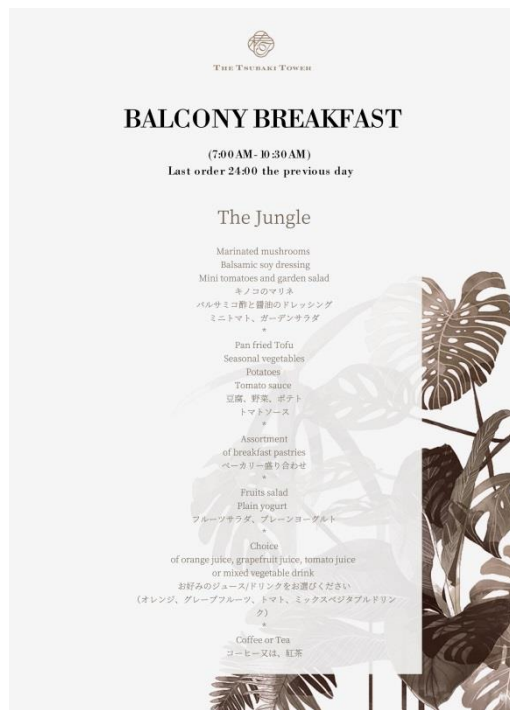 THE TSUBAKI TOWER
BALCONY BREAKFAST
(7:00 AM- 10:30 AM)
Last order 24:00 the previous day
The Jungle
Marinated mushrooms
Balsamic soy dressing
Mini tomatoes and garden salad
キノコのマリネ
バルサミコ酢と醤油のドレッシング
ミニトマト、ガーデンサラダ
*
Pan fried Tofu
Seasonal vegetables
Potatoes
Tomato sauce
豆腐、野菜、ポテト
トマトソース
*
Assortment
of breakfast pastries
ベーカリー盛り合わせ
*
Fruits salad
Plain yogurt
フルーツサラダ、プレーンヨーグルト
*
Choice
of orange juice, grapefruit juice, tomato juice
or mixed vegetable drink
お好みのジュース/ドリンクをお選びください
(オレンジ、グレープフルーツ、トマト、ミックスベジタブルドリン
ク)
*
Coffee or Tea
コーヒー又は、紅茶